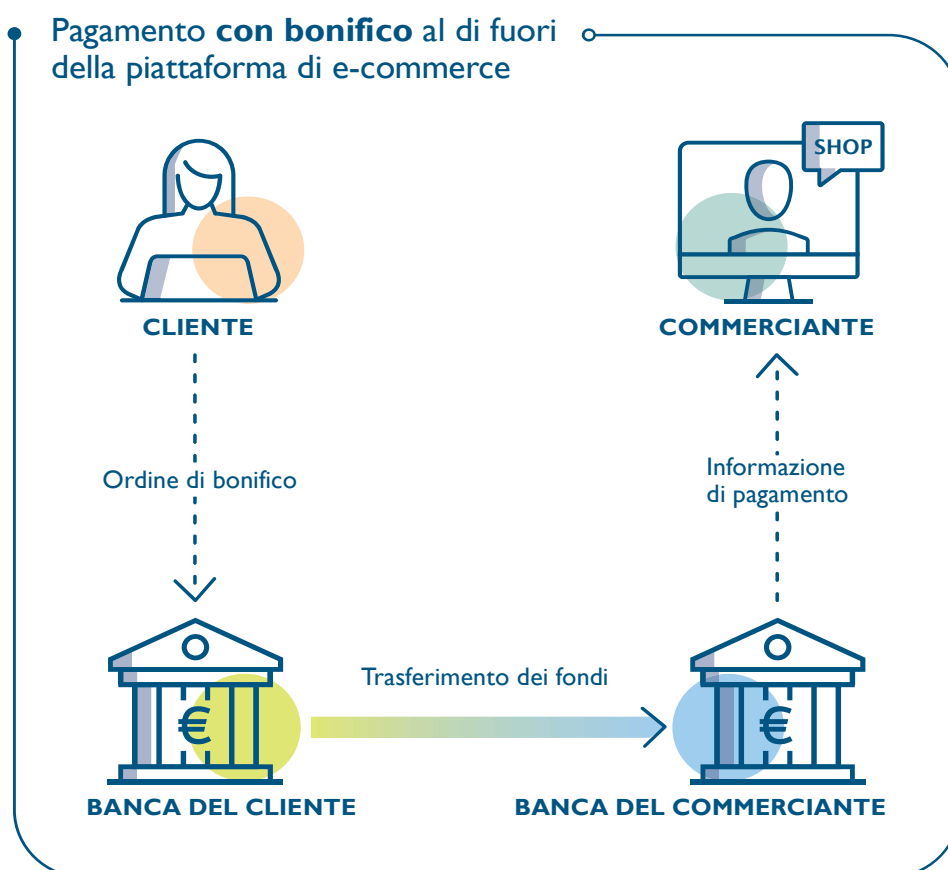 Pagamento con bonifico al di fuori
della piattaforma di e-commerce
SHOP
CLIENTE
COMMERCIANTE
Ordine di bonifico
Informazione
di pagamento
Trasferimento dei fondi
€
€
BANCA DEL CLIENTE
BANCA DEL COMMERCIANTE